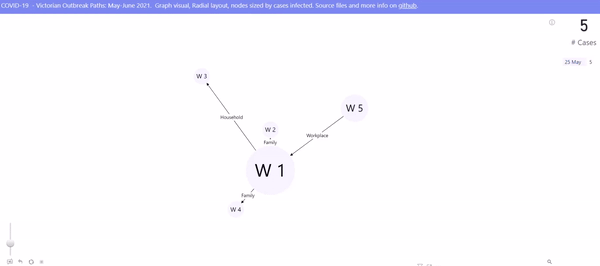 COVID-19 - Victorian Outbreak Paths: May-June 2021. Graph visual, Radial layout, nodes sized by cases infected. Source files and more info on github.
5
# Cases
25 May 5
W 3
W 5
Household
W 2
Workplace
Family
W 1
Family
W 4